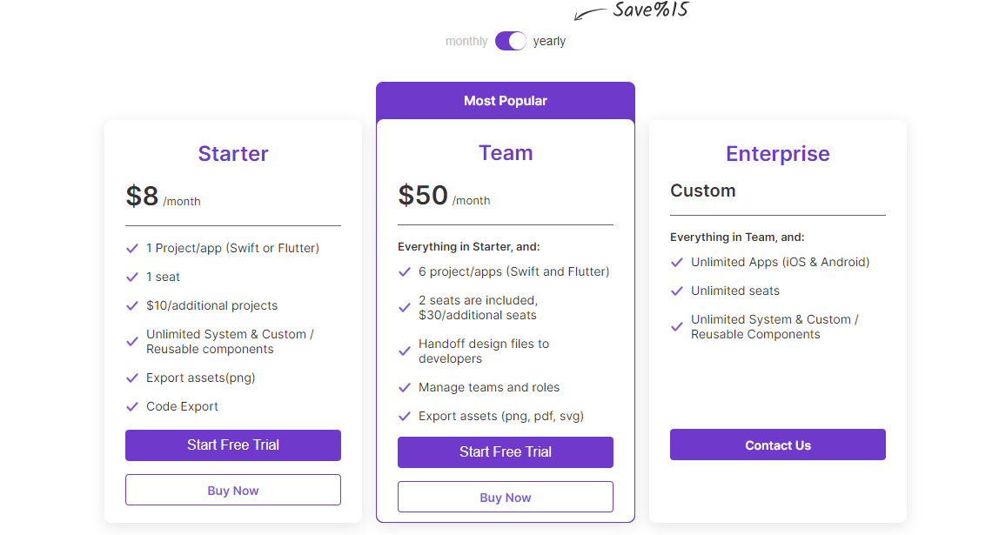 Save%15
monthly yearly
Most Popular
Starter
$8 /month
1 Project/app (Swift or Flutter)
1 seat
$10/additional projects
Unlimited System & Custom /
Reusable components
Export assets(png)
Code Export
Start Free Trial
Buy Now
Team
$50 /month
Everything in Starter, and:
6 project/apps (Swift and Flutter)
2 seats are included,
$30/additional seats
Handoff design files to
developers
Manage teams and roles
Export assets (png, pdf, svg)
Start Free Trial
Buy Now
Enterprise
Custom
Everything in Team, and:
Unlimited Apps (iOS & Android)
Unlimited seats
Unlimited System & Custom /
Reusable Components
Contact Us